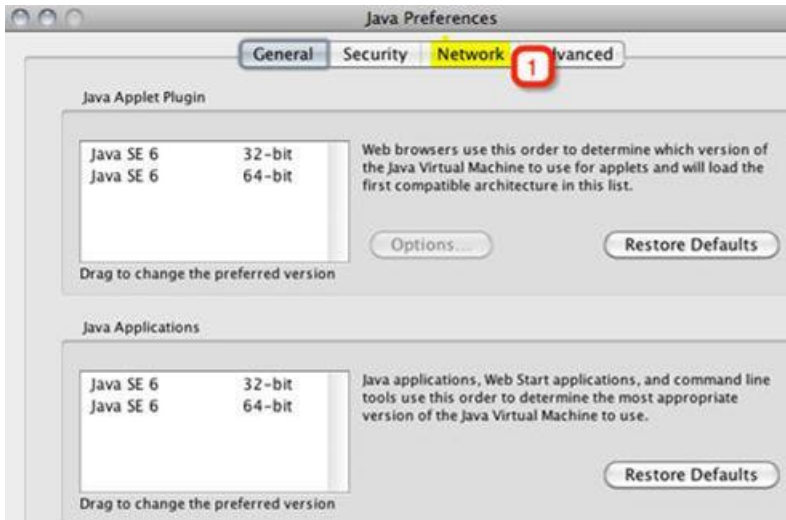 Java Preferences
General Security Network 1 vanced
Java Applet Plugin
Java SE 6 32-bit
Java SE 6 64-bit
Web browsers use this order to determine which version of
the Java Virtual Machine to use for applets and will load the
first compatible architecture in this list.
Options... Restore Defaults
Drag to change the preferred version
Java Applications
Java SE 6 32-bit
Java SE 6 64-bit
Java applications, Web Start applications, and command line
tools use this order to determine the most appropriate
version of the Java Virtual Machine to use.
Restore Defaults
Drag to change the preferred version